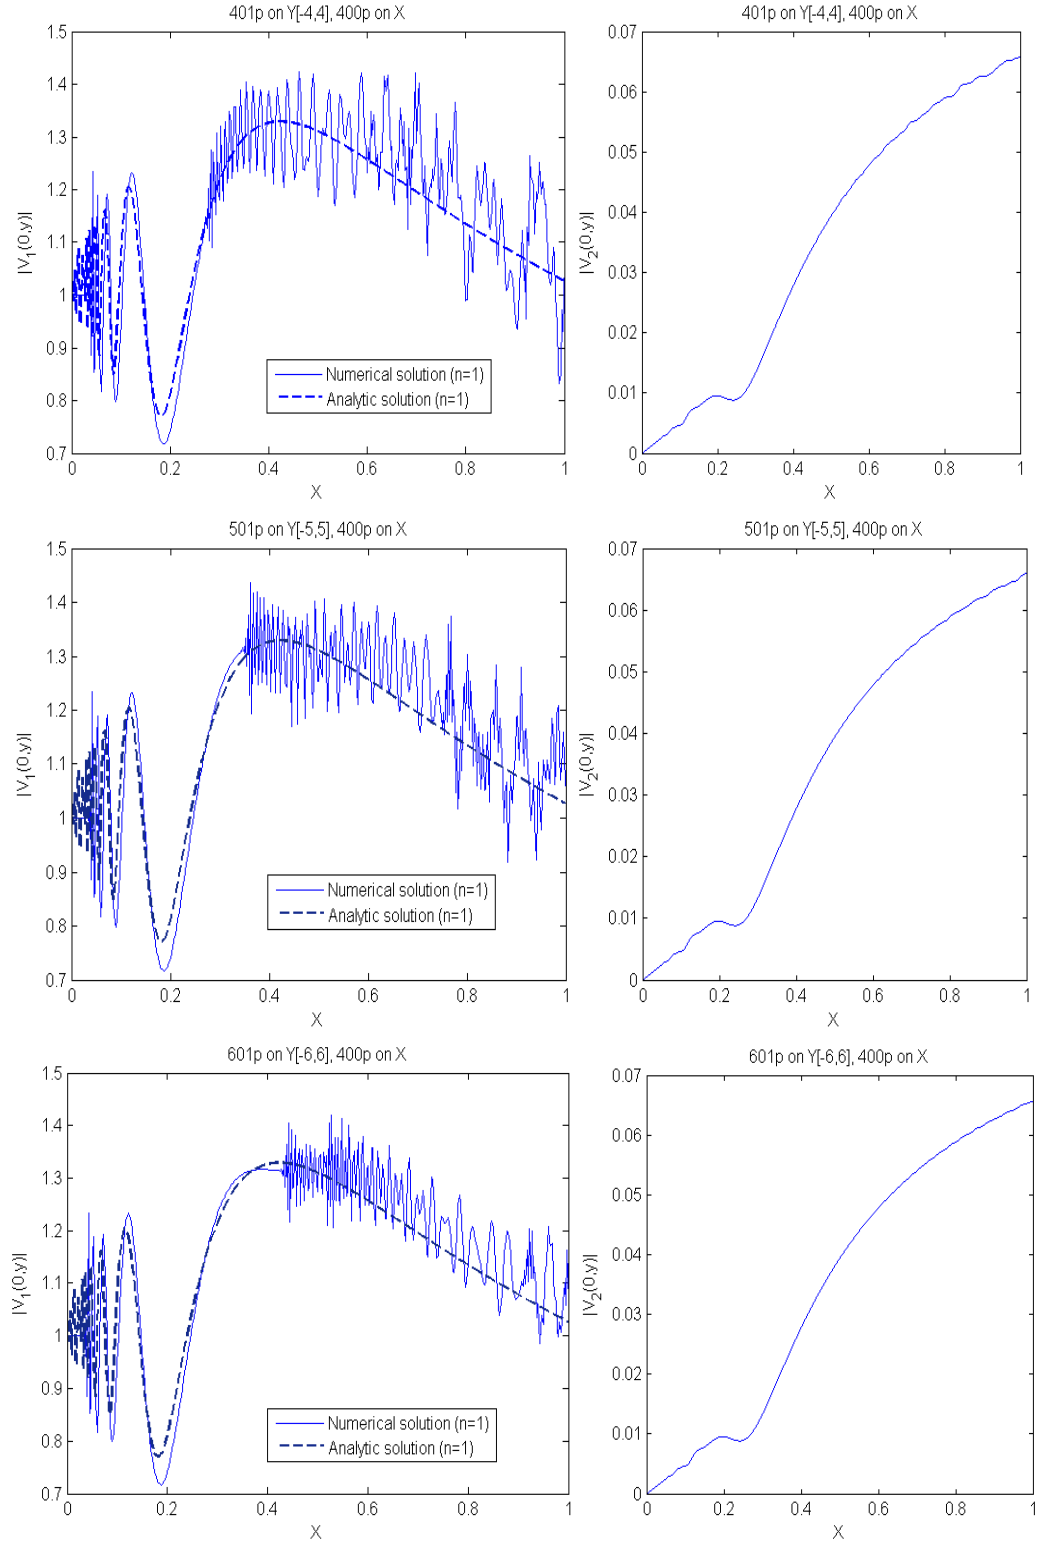 401p on Y[-4,4], 400p on X
1.5
1.4
1.3
1.2
1.1
1
0.9
0.8
0.7
|V_1(0,y)|
Numerical solution (n=1)
Analytic solution (n=1)
0 0.2 0.4 0.6 0.8 1
X
401p on Y[-4,4], 400p on X
0.07
0.06
0.05
0.04
0.03
0.02
0.01
0
|V_2(0,y)|
0 0.2 0.4 0.6 0.8 1
X
501p on Y[-5,5], 400p on X
1.5
1.4
1.3
1.2
1.1
1
0.9
0.8
0.7
|V_1(0,y)|
Numerical solution (n=1)
Analytic solution (n=1)
0 0.2 0.4 0.6 0.8 1
X
501p on Y[-5,5], 400p on X
0.07
0.06
0.05
0.04
0.03
0.02
0.01
0
|V_2(0,y)|
0 0.2 0.4 0.6 0.8 1
X
601p on Y[-6,6], 400p on X
1.5
1.4
1.3
1.2
1.1
1
0.9
0.8
0.7
|V_1(0,y)|
Numerical solution (n=1)
Analytic solution (n=1)
0 0.2 0.4 0.6 0.8 1
X
601p on Y[-6,6], 400p on X
0.07
0.06
0.05
0.04
0.03
0.02
0.01
0
|V_2(0,y)|
0 0.2 0.4 0.6 0.8 1
X